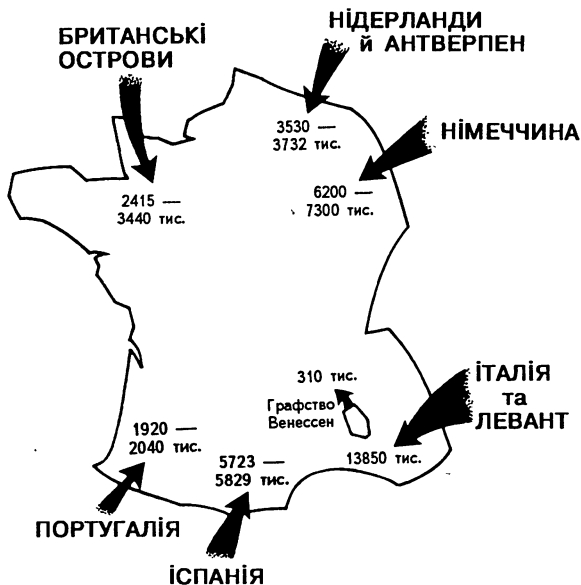 БРИТАНСЬКІ
ОСТРОВИ
НІДЕРЛАНДИ
й АНТВЕРПЕН
3530 —
3732 тис.
НІМЕЧЧИНА
6200 —
7300 тис.
2415 —
3440 тис.
310 тис.
Графство
Венессен
ІТАЛІЯ
та
ЛЕВАНТ
13850 тис.
1920 —
2040 тис.
5723 —
5829 тис.
ПОРТУГАЛІЯ
ІСПАНІЯ